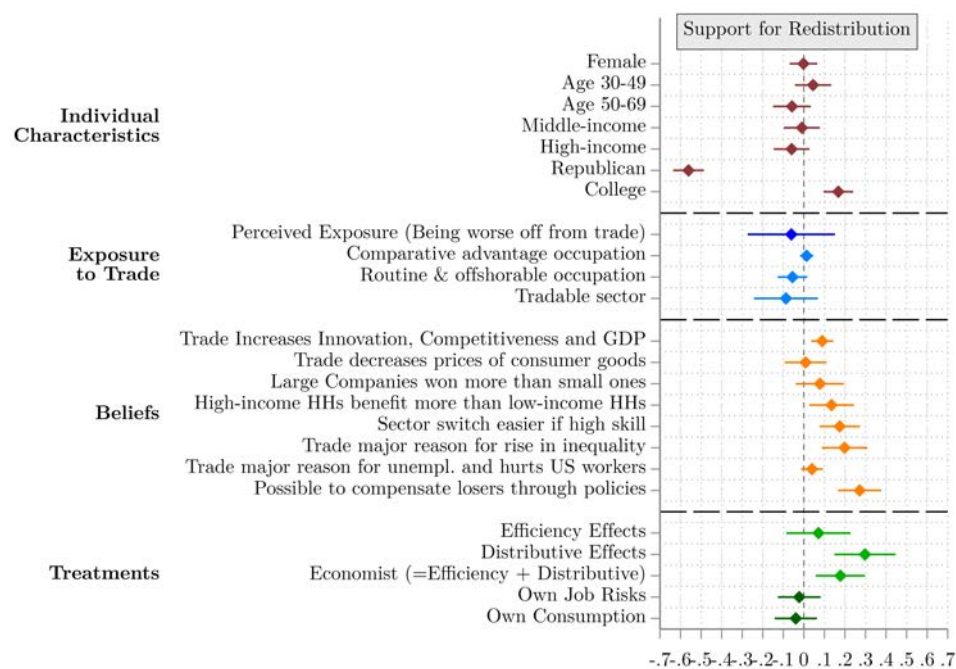 Support for Redistribution
Individual
Characteristics
Female
Age 30-49
Age 50-69
Middle-income
High-income
Republican
College
Exposure
to Trade
Perceived Exposure (Being worse off from trade)
Comparative advantage occupation
Routine & offshorable occupation
Tradable sector
Beliefs
Trade Increases Innovation, Competitiveness and GDP
Trade decreases prices of consumer goods
Large Companies won more than small ones
High-income HHs benefit more than low-income HHs
Sector switch easier if high skill
Trade major reason for rise in inequality
Trade major reason for unempl. and hurts US workers
Possible to compensate losers through policies
Treatments
Efficiency Effects
Distributive Effects
Economist (=Efficiency + Distributive)
Own Job Risks
Own Consumption
-.7 -.6 -.5 -.4 -.3 -.2 -.1 0 .1 .2 .3 .4 .5 .6 .7